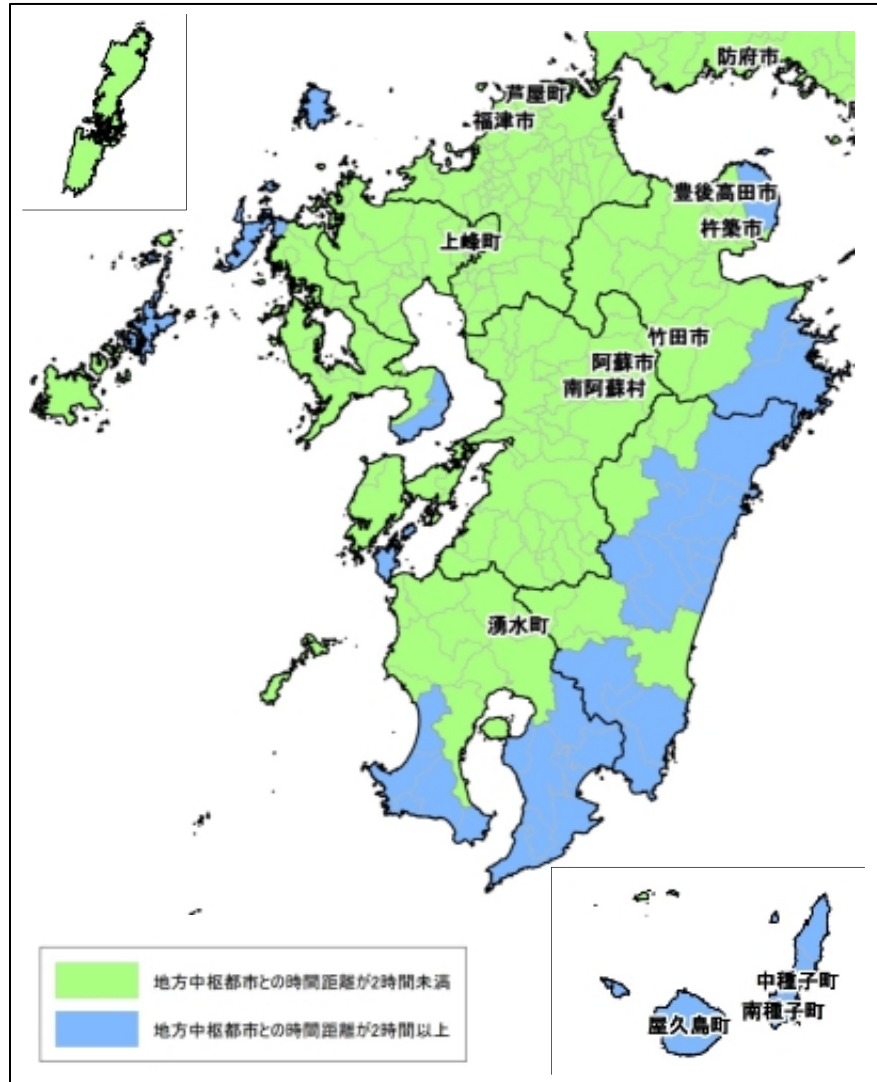 防府市
芦屋町
福津市
豊後高田市
杵築市
上峰町
竹田市
阿蘇市
南阿蘇村
湧水町
中種子町
南種子町
屋久島町
地方中枢都市との時間距離が2時間未満
地方中枢都市との時間距離が2時間以上